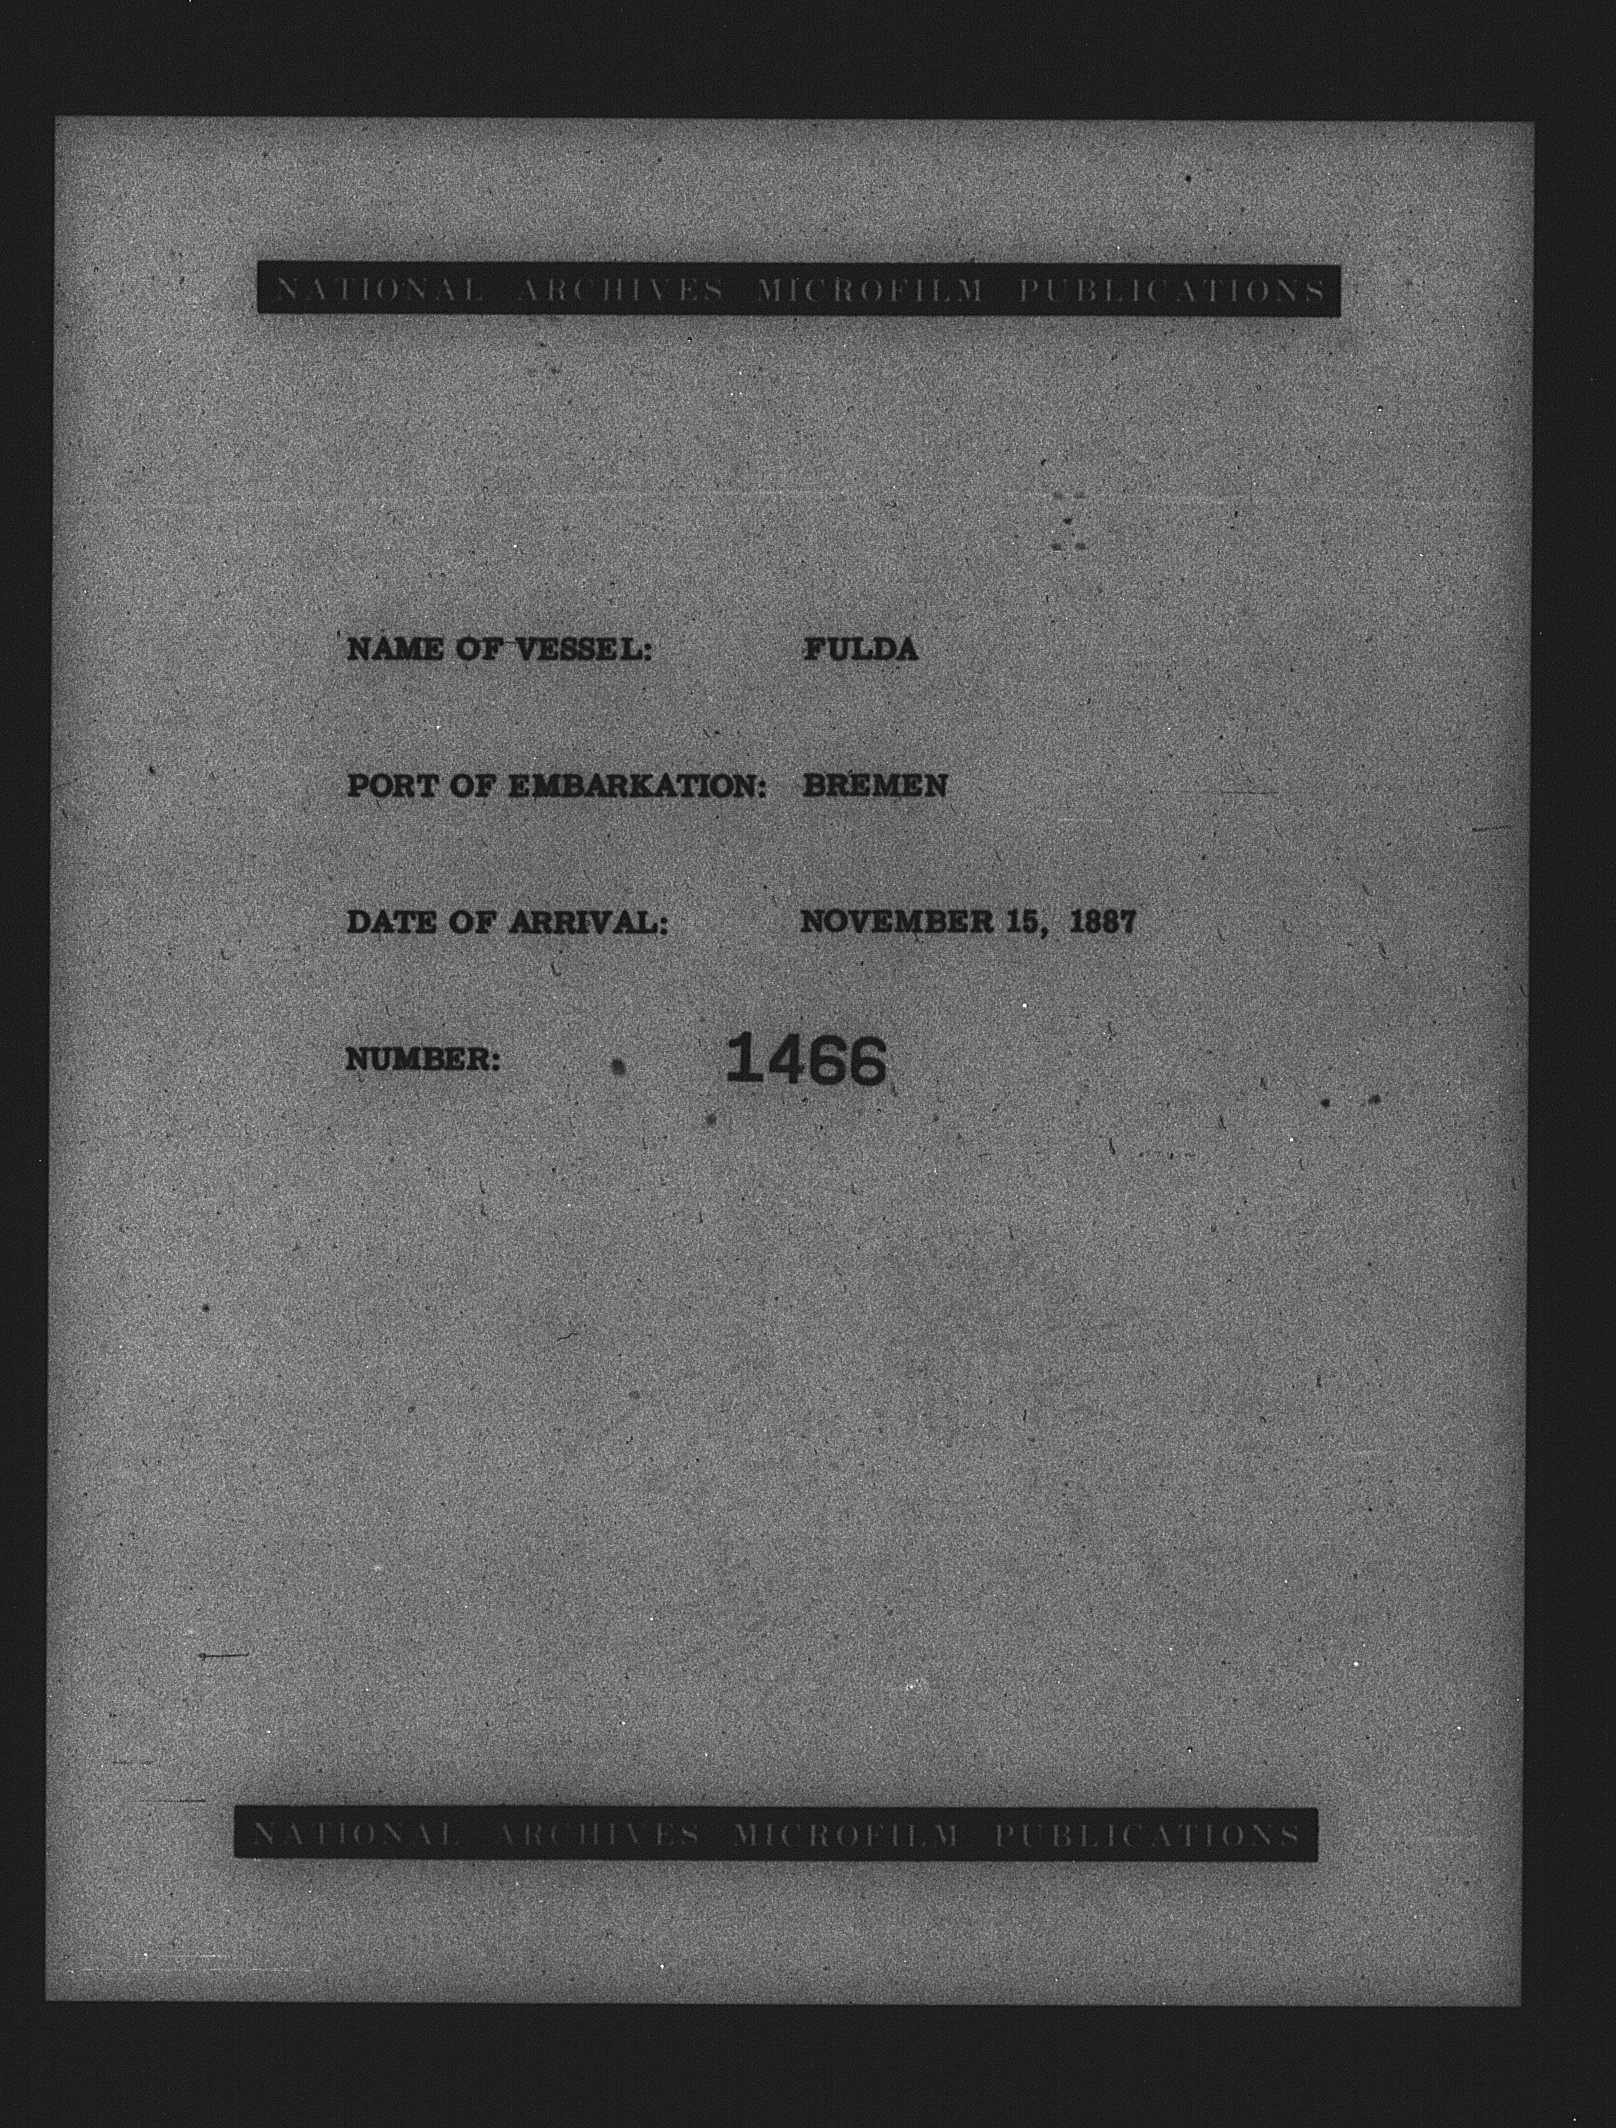 NATIONAL ARCHIVES MICROFILM PUBLICATIONS
NAME OF VESSEL: FULDA
PORT OF EMBARKATION: BREMEN
DATE OF ARRIVAL: NOVEMBER 15, 1887
NUMBER: 1466
NATIONAL ARCHIVES MICROFILM PUBLICATIONS